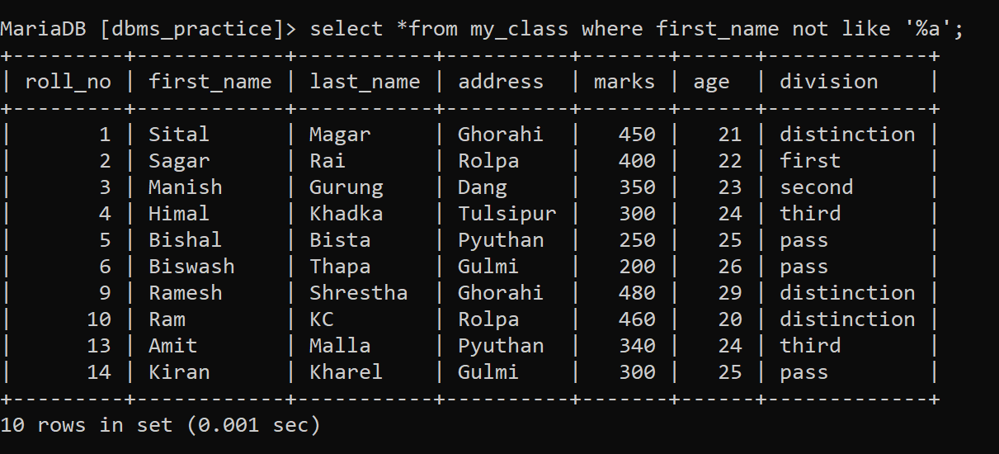 MariaDB [dbms_practice]> select *from my_class where first_name not like '%a';
+---------+------------+-----------+----------+-------+------+-------------+
| roll_no | first_name | last_name | address  | marks | age  | division    |
+---------+------------+-----------+----------+-------+------+-------------+
|       1 | Sital      | Magar     | Ghorahi  |   450 |   21 | distinction |
|       2 | Sagar      | Rai       | Rolpa    |   400 |   22 | first       |
|       3 | Manish     | Gurung    | Dang     |   350 |   23 | second      |
|       4 | Himal      | Khadka    | Tulsipur |   300 |   24 | third       |
|       5 | Bishal     | Bista     | Pyuthan  |   250 |   25 | pass        |
|       6 | Biswash    | Thapa     | Gulmi    |   200 |   26 | pass        |
|       9 | Ramesh     | Shrestha  | Ghorahi  |   480 |   29 | distinction |
|      10 | Ram        | KC        | Rolpa    |   460 |   20 | distinction |
|      13 | Amit       | Malla     | Pyuthan  |   340 |   24 | third       |
|      14 | Kiran      | Kharel    | Gulmi    |   300 |   25 | pass        |
+---------+------------+-----------+----------+-------+------+-------------+
10 rows in set (0.001 sec)